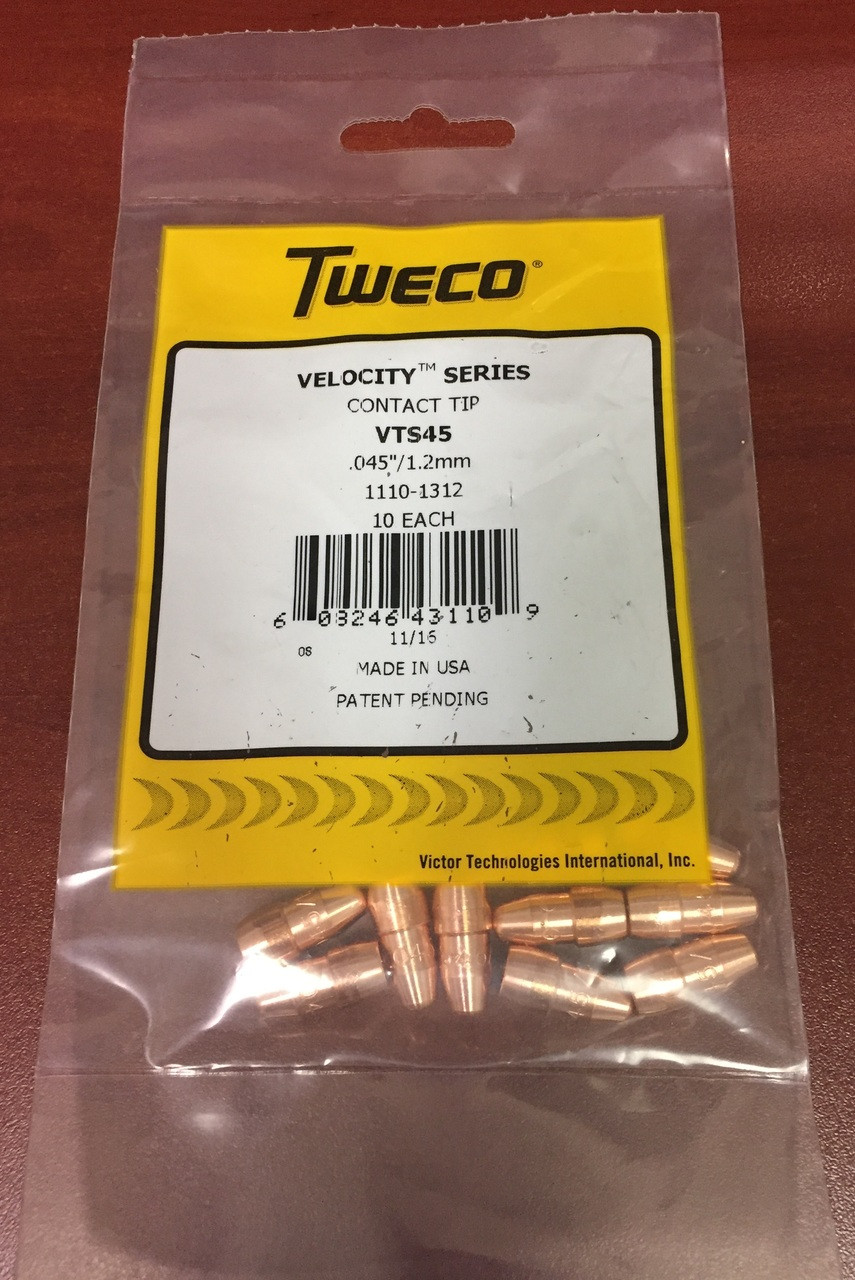 TWECO®
VELOCITY™ SERIES
CONTACT TIP
VTS45
.045"/1.2mm
1110-1312
10 EACH
6 08246 43110 9
11/16
08
MADE IN USA
PATENT PENDING
Victor Technologies International, Inc.